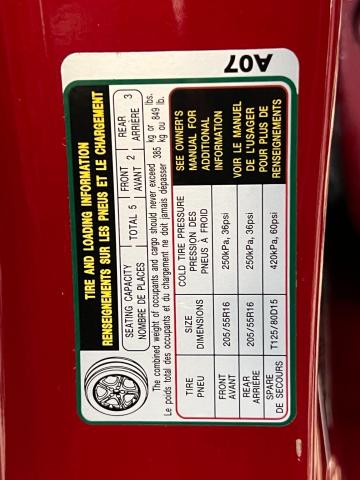 A07
TIRE AND LOADING INFORMATION
RENSEIGNEMENTS SUR LES PNEUS ET LE CHARGEMENT
SEATING CAPACITY
NOMBRE DE PLACES
TOTAL 5
FRONT
AVANT 2
REAR
ARRIÈRE 3
The combined weight of occupants and cargo should never exceed 385 kg or 849 lbs.
Le poids total des occupants et du chargement ne doit jamais dépasser 385 kg ou 849 lb.
TIRE
PNEU
SIZE
DIMENSIONS
COLD TIRE PRESSURE
PRESSION DES
PNEUS À FROID
SEE OWNER'S
MANUAL FOR
ADDITIONAL
INFORMATION
VOIR LE MANUEL
DE L'USAGER
POUR PLUS DE
RENSEIGNEMENTS
FRONT
AVANT
205/55R16
250kPa, 36psi
REAR
ARRIÈRE
205/55R16
250kPa, 36psi
SPARE
DE SECOURS
T125/80D15
420kPa, 60psi